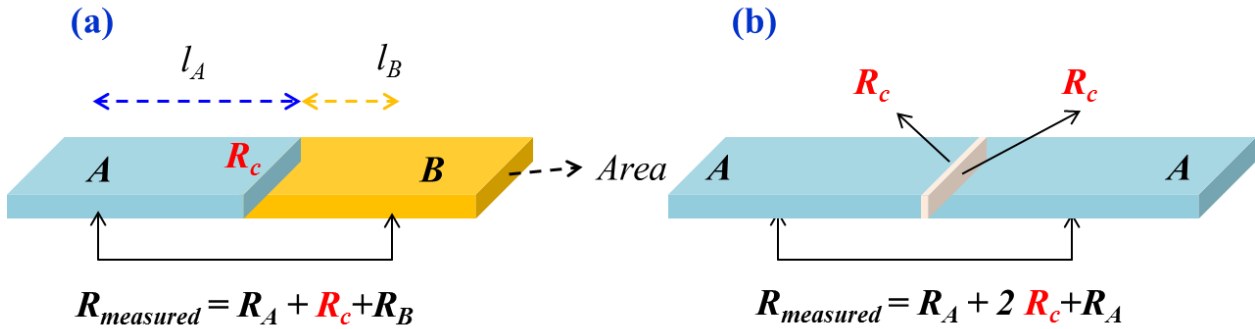 (a)
l_A
l_B
R_c
A
B
Area
R_measured = R_A + R_c+R_B
(b)
R_c
R_c
A
A
R_measured = R_A + 2 R_c+R_A